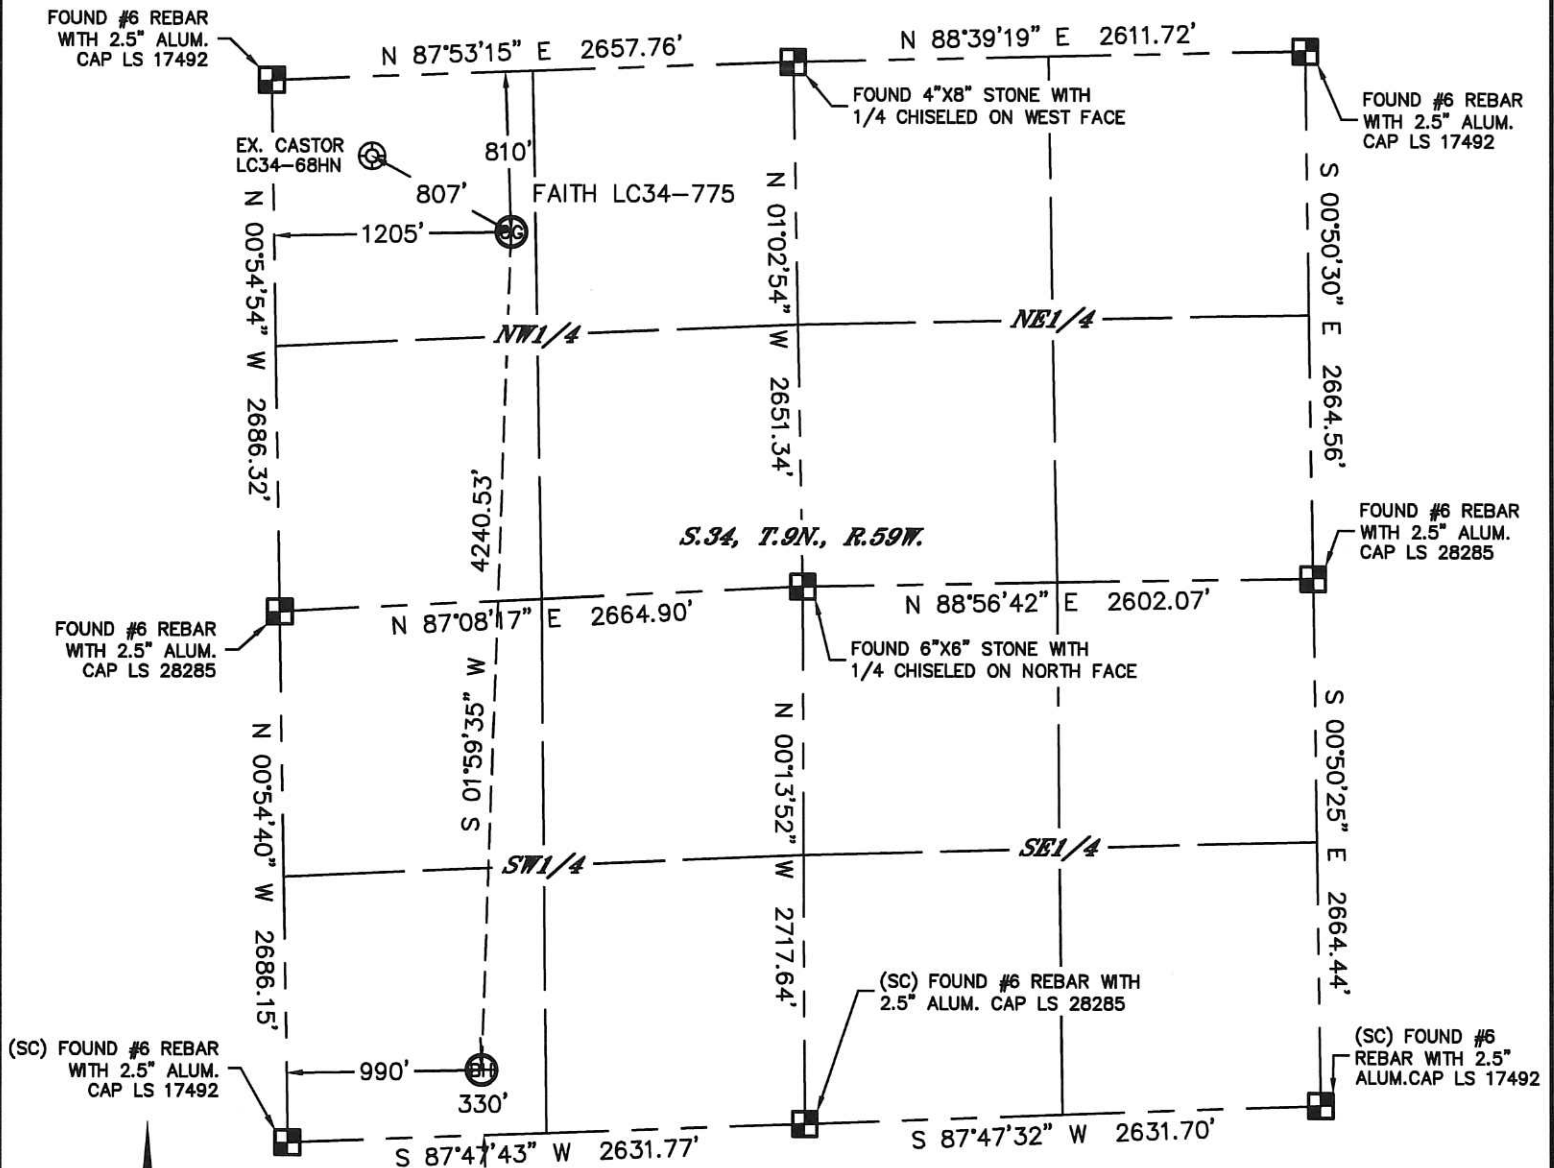 FOUND #6 REBAR
WITH 2.5" ALUM.
CAP LS 17492
N 87°53'15" E 2657.76'
N 88°39'19" E 2611.72'
FOUND 4"X8" STONE WITH
1/4 CHISELED ON WEST FACE
FOUND #6 REBAR
WITH 2.5" ALUM.
CAP LS 17492
EX. CASTOR
LC34-68HN
810'
807'
FAITH LC34-775
1205'
N 00°54'54" W 2686.32'
N 01°02'54" W 2651.34'
S 00°50'30" E 2664.56'
NW1/4
NE1/4
4240.53'
S.34, T.9N., R.59W.
FOUND #6 REBAR
WITH 2.5" ALUM.
CAP LS 28285
N 87°08'17" E 2664.90'
N 88°56'42" E 2602.07'
FOUND #6 REBAR
WITH 2.5" ALUM.
CAP LS 28285
FOUND 6"X6" STONE WITH
1/4 CHISELED ON NORTH FACE
S 01°59'35" W
N 00°54'40" W 2686.15'
N 00°13'52" W 2717.64'
S 00°50'25" E 2664.44'
SW1/4
SE1/4
(SC) FOUND #6 REBAR WITH
2.5" ALUM. CAP LS 28285
(SC) FOUND #6 REBAR
WITH 2.5" ALUM.
CAP LS 17492
990'
BH
330'
(SC) FOUND #6
REBAR WITH 2.5"
ALUM.CAP LS 17492
S 87°47'43" W 2631.77'
S 87°47'32" W 2631.70'